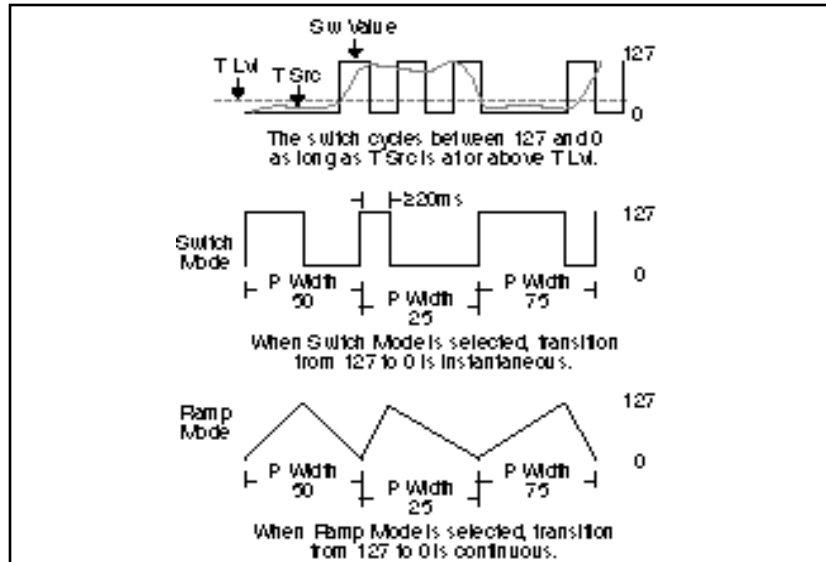 Sw Value
T Lvl
T Src
127
0
The switch cycles between 127 and 0
as long as T Src is at or above T Lvl.
≥20ms
127
Switch
Mode
0
P Width
50
P Width
25
P Width
75
When Switch Mode is selected, transition
from 127 to 0 is instantaneous.
127
Ramp
Mode
0
P Width
50
P Width
25
P Width
75
When Ramp Mode is selected, transition
from 127 to 0 is continuous.